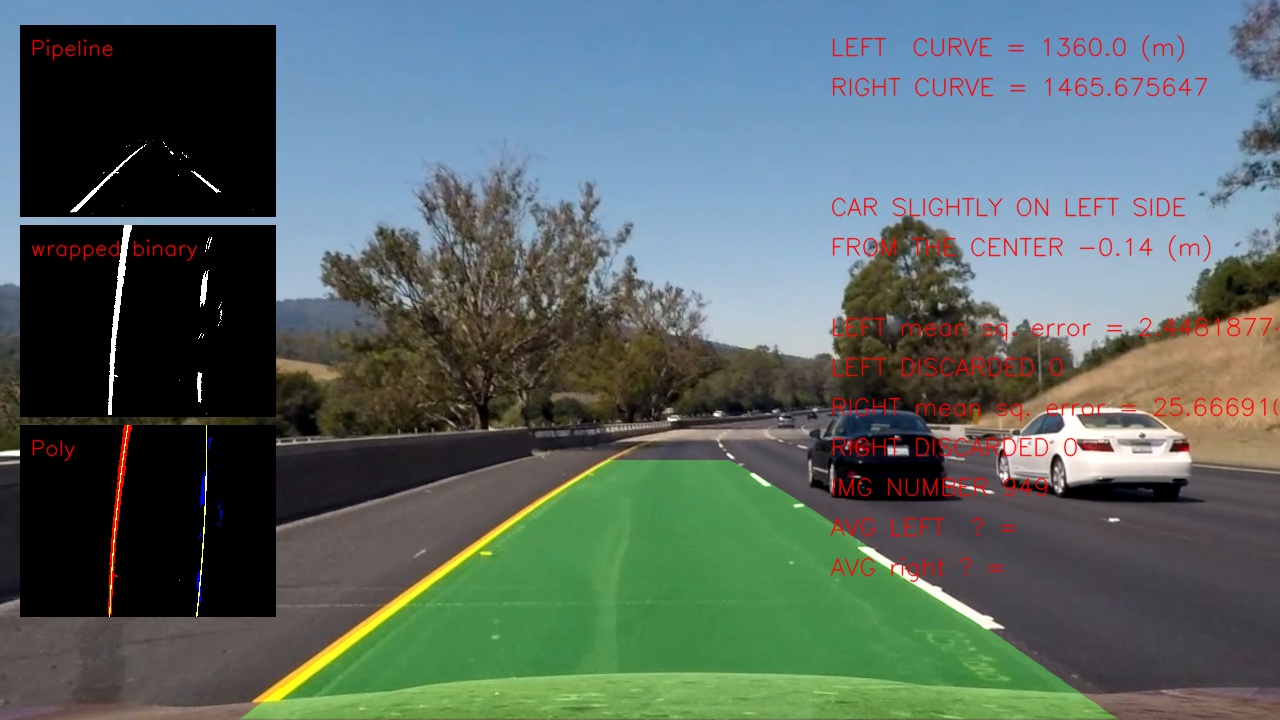 Pipeline
wrapped binary
Poly
LEFT CURVE = 1360.0 (m)
RIGHT CURVE = 1465.675647
CAR SLIGHTLY ON LEFT SIDE
FROM THE CENTER -0.14 (m)
LEFT mean sq. error = 2.4481877
LEFT DISCARDED 0
RIGHT mean sq. error = 25.666910
RIGHT DISCARDED 0
IMG NUMBER 949
AVG LEFT ? =
AVG right ? =